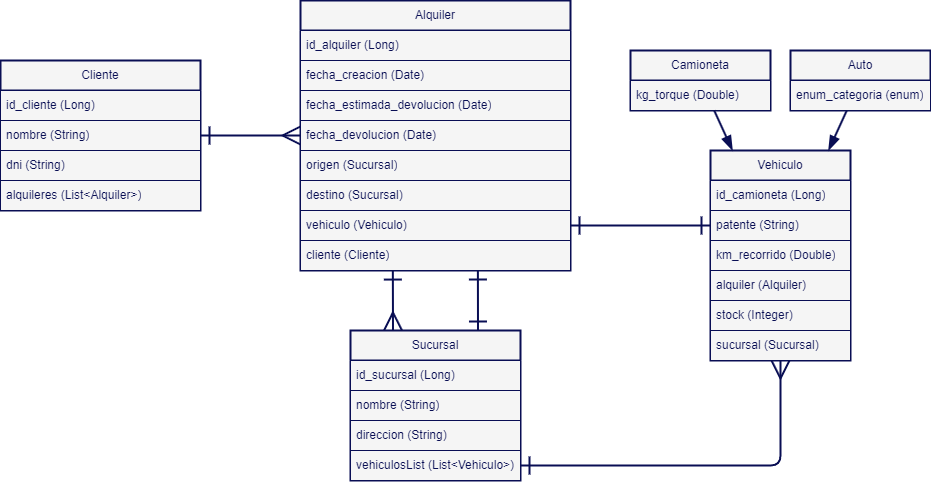 Cliente
id_cliente (Long)
nombre (String)
dni (String)
alquileres (List<Alquiler>)
Alquiler
id_alquiler (Long)
fecha_creacion (Date)
fecha_estimada_devolucion (Date)
fecha_devolucion (Date)
origen (Sucursal)
destino (Sucursal)
vehiculo (Vehiculo)
cliente (Cliente)
Camioneta
kg_torque (Double)
Auto
enum_categoria (enum)
Vehiculo
id_camioneta (Long)
patente (String)
km_recorrido (Double)
alquiler (Alquiler)
stock (Integer)
sucursal (Sucursal)
Sucursal
id_sucursal (Long)
nombre (String)
direccion (String)
vehiculosList (List<Vehiculo>)